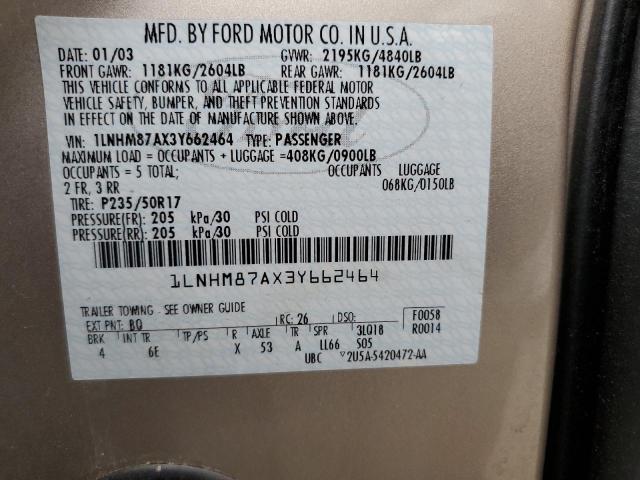 MFD. BY FORD MOTOR CO. IN U.S.A.
DATE: 01/03 GVWR: 2195KG/4840LB
FRONT GAWR: 1181KG/2604LB REAR GAWR: 1181KG/2604LB
THIS VEHICLE CONFORMS TO ALL APPLICABLE FEDERAL MOTOR
VEHICLE SAFETY, BUMPER, AND THEFT PREVENTION STANDARDS
IN EFFECT ON THE DATE OF MANUFACTURE SHOWN ABOVE.
VIN: 1LNHM87AX3Y662464 TYPE: PASSENGER
MAXIMUM LOAD = OCCUPANTS + LUGGAGE =408KG/0900LB
OCCUPANTS = 5 TOTAL; OCCUPANTS LUGGAGE
2 FR, 3 RR 068KG/0150LB
TIRE: P235/50R17
PRESSURE(FR): 205 kPa/30 PSI COLD
PRESSURE(RR): 205 kPa/30 PSI COLD
1LNHM87AX3Y662464
TRAILER TOWING - SEE OWNER GUIDE
EXT PNT: BQ RC: 26 DSO: F0058
BRK INT TR TP/PS R AXLE TR SPR 3LQ18 R0014
4 6E X 53 A LL66 S05
UBC 2U5A-5420472-AA